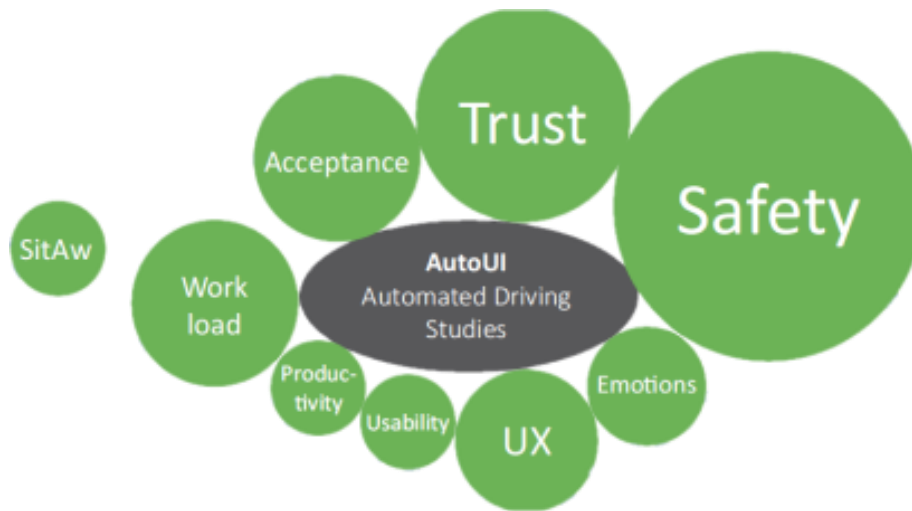 Trust
Acceptance
Safety
SitAw
AutoUI
Automated Driving
Studies
Work
load
Produc-
tivity
Usability
UX
Emotions